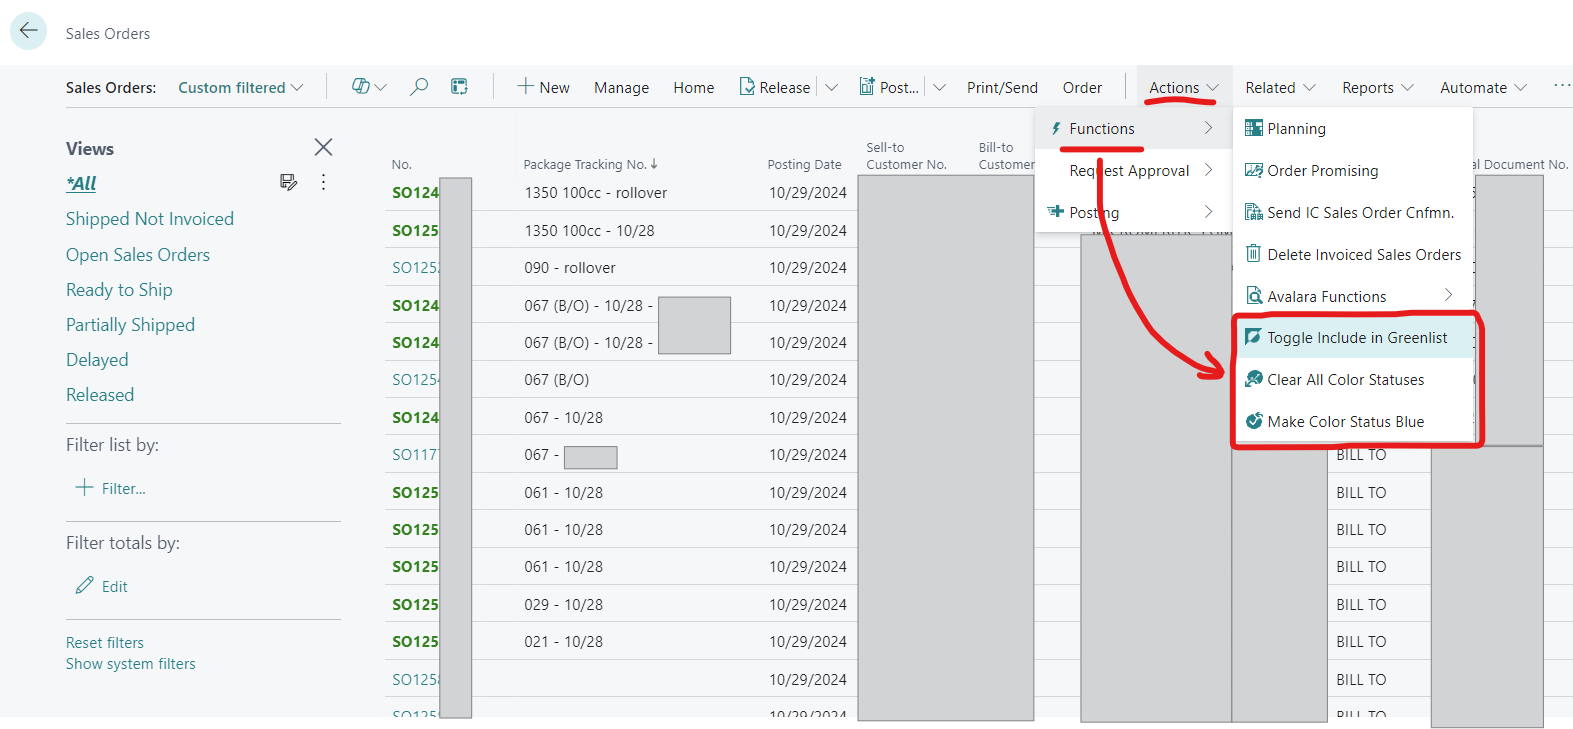 Sales Orders
Sales Orders: Custom filtered New Manage Home Release Post... Print/Send Order Actions Related Reports Automate ...
Views
*All
Shipped Not Invoiced
Open Sales Orders
Ready to Ship
Partially Shipped
Delayed
Released
Filter list by:
Filter...
Filter totals by:
Edit
Reset filters
Show system filters
Functions
Request Approval
Posting
Planning
Order Promising
Send IC Sales Order Cnfmn.
Delete Invoiced Sales Orders
Avalara Functions
Toggle Include in Greenlist
Clear All Color Statuses
Make Color Status Blue
No. Package Tracking No. ↓ Posting Date Sell-to Customer No. Bill-to Customer Document No.
SO124 1350 100cc - rollover 10/29/2024
SO125 1350 100cc - 10/28 10/29/2024
SO125 090 - rollover 10/29/2024
SO124 067 (B/O) - 10/28 - 10/29/2024
SO124 067 (B/O) - 10/28 - 10/29/2024
SO1254 067 (B/O) 10/29/2024
SO124 067 - 10/28 10/29/2024
SO117 067 - 10/29/2024 BILL TO
SO125 061 - 10/28 10/29/2024 BILL TO
SO125 061 - 10/28 10/29/2024 BILL TO
SO125 061 - 10/28 10/29/2024 BILL TO
SO125 029 - 10/28 10/29/2024 BILL TO
SO125 021 - 10/28 10/29/2024 BILL TO
SO125 10/29/2024 BILL TO
SO125 10/29/2024 BILL TO